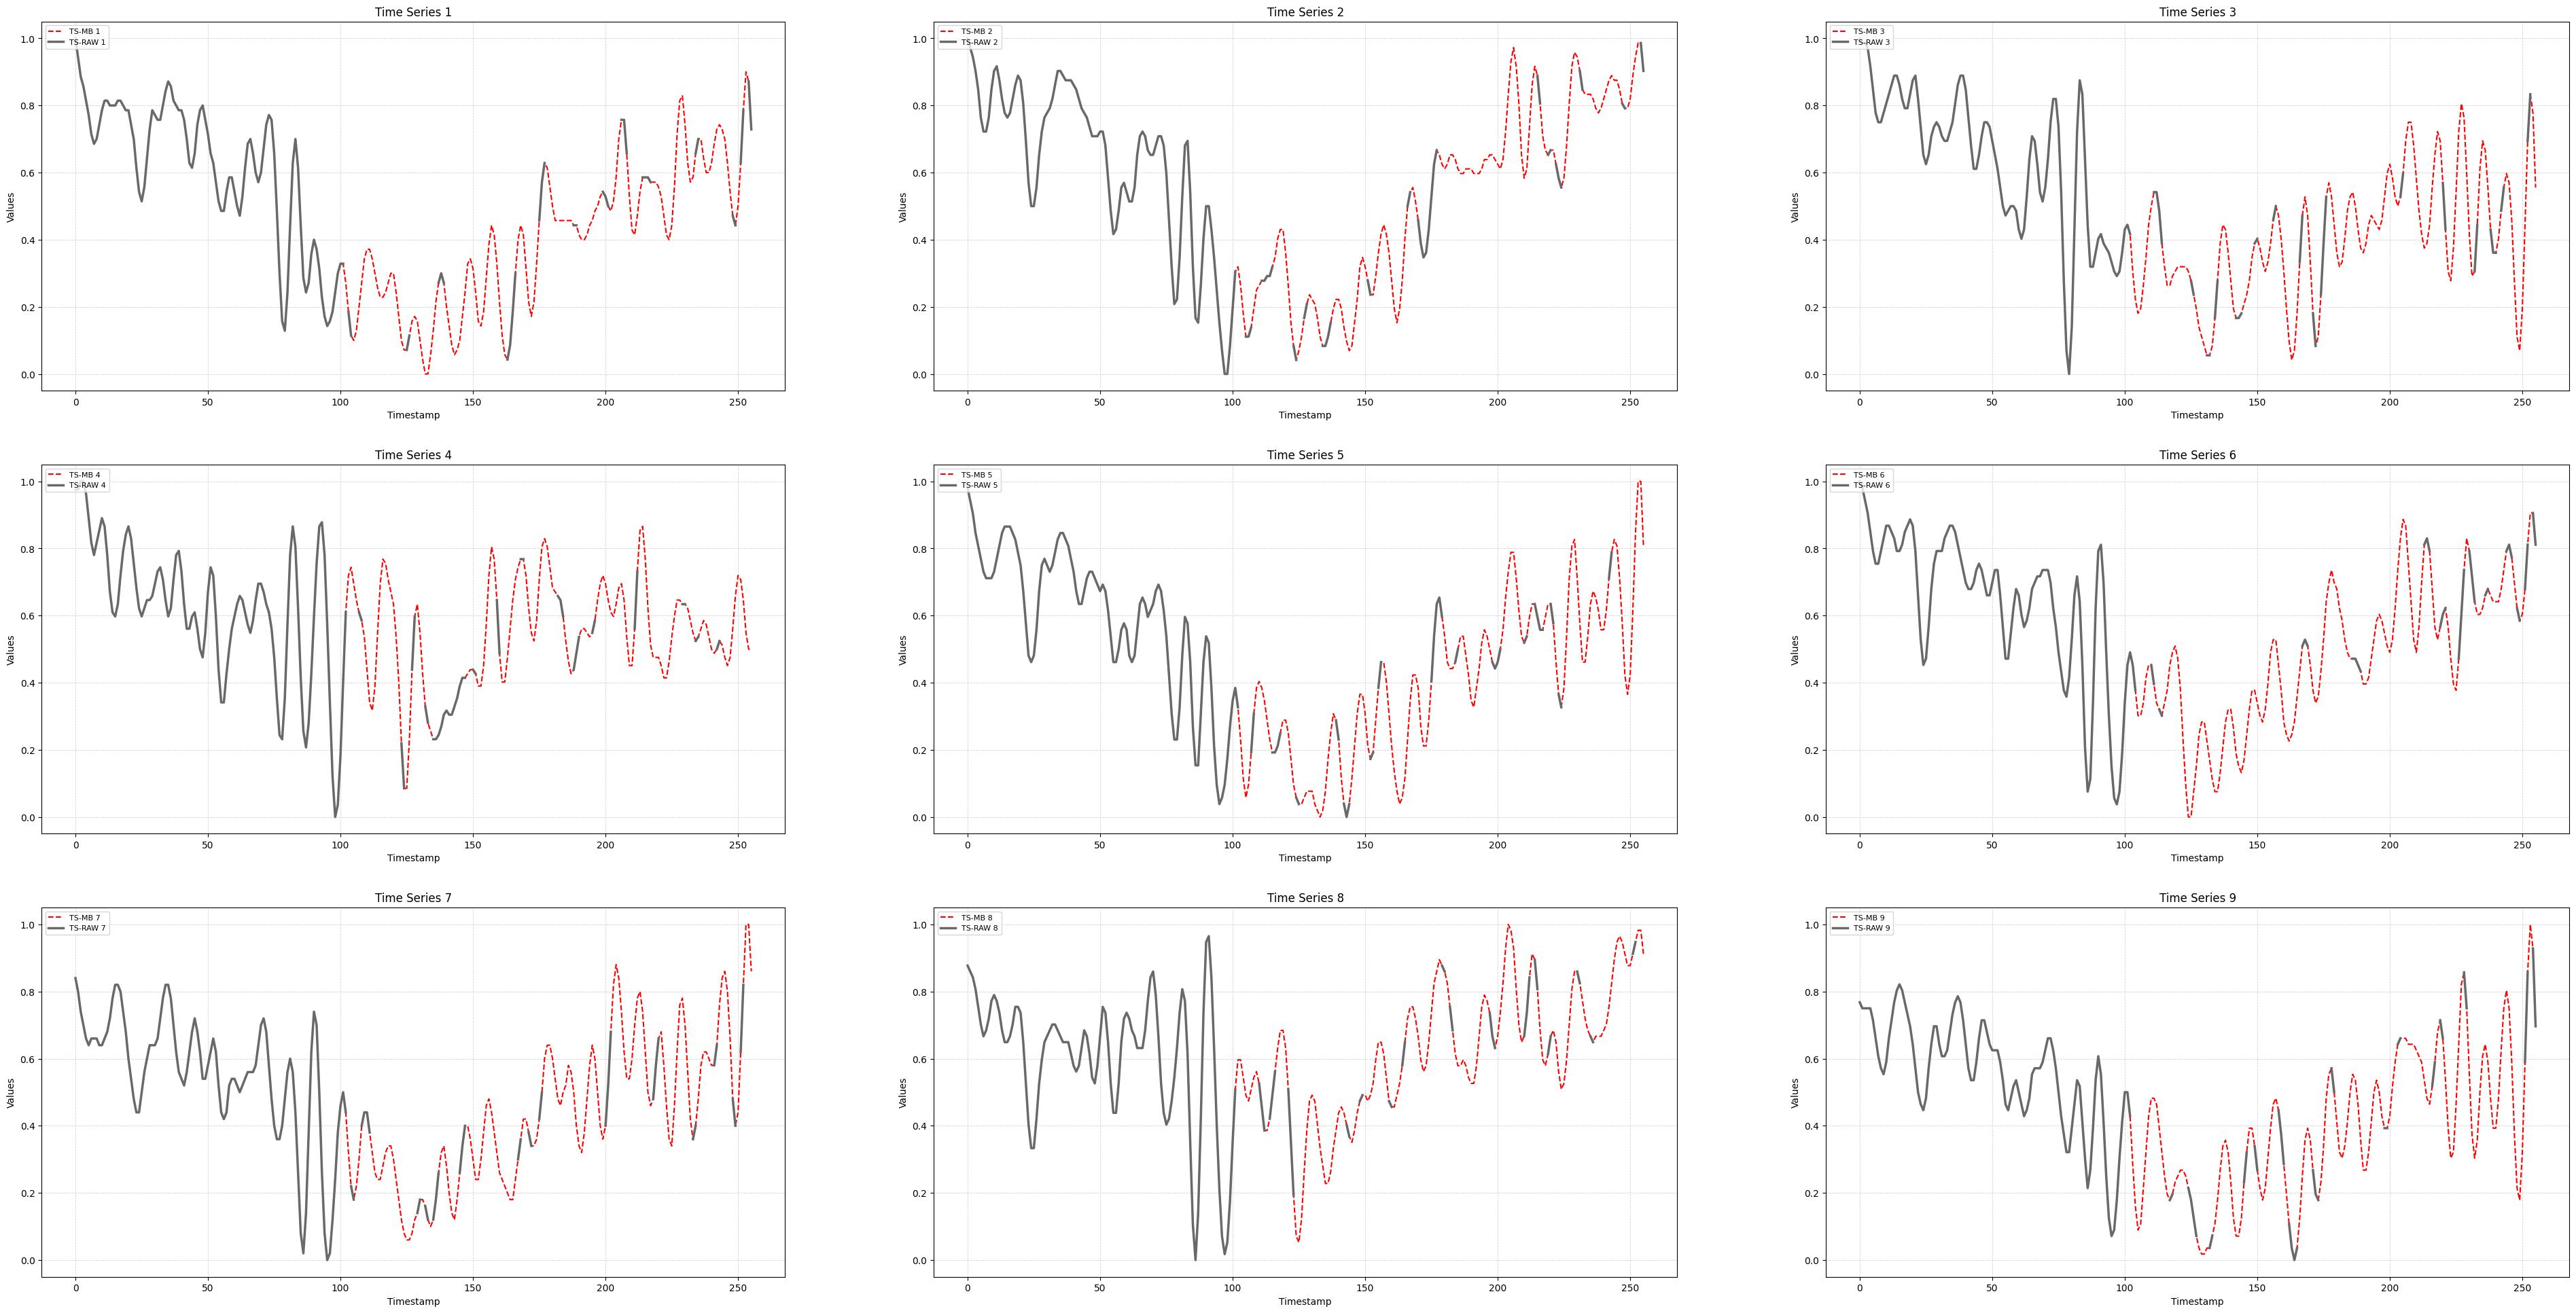 Time Series 1
TS-MB 1
TS-RAW 1
Values
1.0
0.8
0.6
0.4
0.2
0.0
0 50 100 150 200 250
Timestamp
Time Series 2
TS-MB 2
TS-RAW 2
Values
1.0
0.8
0.6
0.4
0.2
0.0
0 50 100 150 200 250
Timestamp
Time Series 3
TS-MB 3
TS-RAW 3
Values
1.0
0.8
0.6
0.4
0.2
0.0
0 50 100 150 200 250
Timestamp
Time Series 4
TS-MB 4
TS-RAW 4
Values
1.0
0.8
0.6
0.4
0.2
0.0
0 50 100 150 200 250
Timestamp
Time Series 5
TS-MB 5
TS-RAW 5
Values
1.0
0.8
0.6
0.4
0.2
0.0
0 50 100 150 200 250
Timestamp
Time Series 6
TS-MB 6
TS-RAW 6
Values
1.0
0.8
0.6
0.4
0.2
0.0
0 50 100 150 200 250
Timestamp
Time Series 7
TS-MB 7
TS-RAW 7
Values
1.0
0.8
0.6
0.4
0.2
0.0
0 50 100 150 200 250
Timestamp
Time Series 8
TS-MB 8
TS-RAW 8
Values
1.0
0.8
0.6
0.4
0.2
0.0
0 50 100 150 200 250
Timestamp
Time Series 9
TS-MB 9
TS-RAW 9
Values
1.0
0.8
0.6
0.4
0.2
0.0
0 50 100 150 200 250
Timestamp